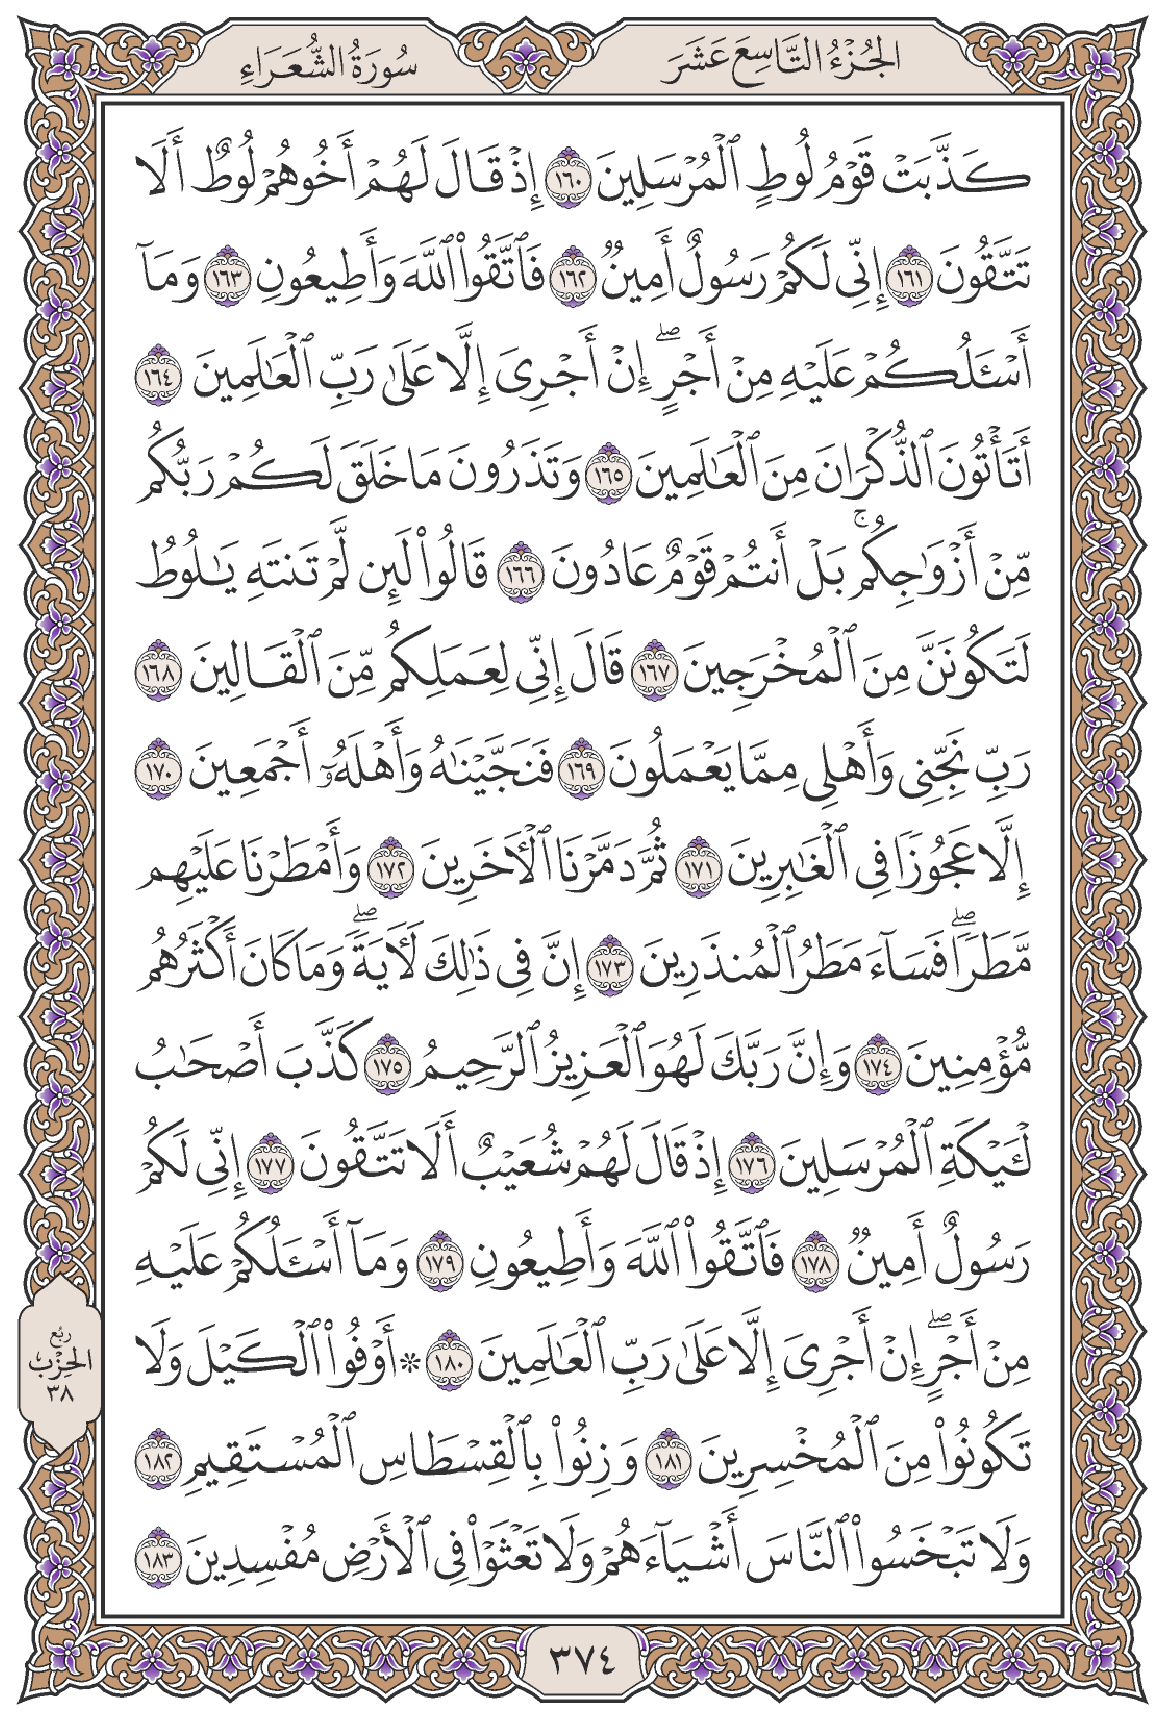 الجُزْءُ التَّاسِعَ عَشَرَ
سُورَةُ الشُّعَرَاءِ
كَذَّبَتْ قَوْمُ لُوطٍ ٱلْمُرْسَلِينَ ١٦٠ إِذْ قَالَ لَهُمْ أَخُوهُمْ لُوطٌ أَلَا
تَتَّقُونَ ١٦١ إِنِّى لَكُمْ رَسُولٌ أَمِينٌ ١٦٢ فَٱتَّقُوا۟ ٱللَّهَ وَأَطِيعُونِ ١٦٣ وَمَآ
أَسْـَٔلُكُمْ عَلَيْهِ مِنْ أَجْرٍ ۖ إِنْ أَجْرِىَ إِلَّا عَلَىٰ رَبِّ ٱلْعَـٰلَمِينَ ١٦٤
أَتَأْتُونَ ٱلذُّكْرَانَ مِنَ ٱلْعَـٰلَمِينَ ١٦٥ وَتَذَرُونَ مَا خَلَقَ لَكُمْ رَبُّكُم
مِّنْ أَزْوَٰجِكُم ۚ بَلْ أَنتُمْ قَوْمٌ عَادُونَ ١٦٦ قَالُوا۟ لَئِن لَّمْ تَنتَهِ يَـٰلُوطُ
لَتَكُونَنَّ مِنَ ٱلْمُخْرَجِينَ ١٦٧ قَالَ إِنِّى لِعَمَلِكُم مِّنَ ٱلْقَالِينَ ١٦٨
رَبِّ نَجِّنِى وَأَهْلِى مِمَّا يَعْمَلُونَ ١٦٩ فَنَجَّيْنَـٰهُ وَأَهْلَهُۥٓ أَجْمَعِينَ ١٧٠
إِلَّا عَجُوزًا فِى ٱلْغَـٰبِرِينَ ١٧١ ثُمَّ دَمَّرْنَا ٱلْـَٔاخَرِينَ ١٧٢ وَأَمْطَرْنَا عَلَيْهِم
مَّطَرًا ۖ فَسَآءَ مَطَرُ ٱلْمُنذَرِينَ ١٧٣ إِنَّ فِى ذَٰلِكَ لَـَٔايَةً ۖ وَمَا كَانَ أَكْثَرُهُم
مُّؤْمِنِينَ ١٧٤ وَإِنَّ رَبَّكَ لَهُوَ ٱلْعَزِيزُ ٱلرَّحِيمُ ١٧٥ كَذَّبَ أَصْحَـٰبُ
لْـَٔيْكَةِ ٱلْمُرْسَلِينَ ١٧٦ إِذْ قَالَ لَهُمْ شُعَيْبٌ أَلَا تَتَّقُونَ ١٧٧ إِنِّى لَكُمْ
رَسُولٌ أَمِينٌ ١٧٨ فَٱتَّقُوا۟ ٱللَّهَ وَأَطِيعُونِ ١٧٩ وَمَآ أَسْـَٔلُكُمْ عَلَيْهِ
مِنْ أَجْرٍ ۖ إِنْ أَجْرِىَ إِلَّا عَلَىٰ رَبِّ ٱلْعَـٰلَمِينَ ١٨٠ * أَوْفُوا۟ ٱلْكَيْلَ وَلَا
تَكُونُوا۟ مِنَ ٱلْمُخْسِرِينَ ١٨١ وَزِنُوا۟ بِٱلْقِسْطَاسِ ٱلْمُسْتَقِيمِ ١٨٢
وَلَا تَبْخَسُوا۟ ٱلنَّاسَ أَشْيَآءَهُمْ وَلَا تَعْثَوْا۟ فِى ٱلْأَرْضِ مُفْسِدِينَ ١٨٣
رُبُع
الحِزْب
٣٨
٣٧٤